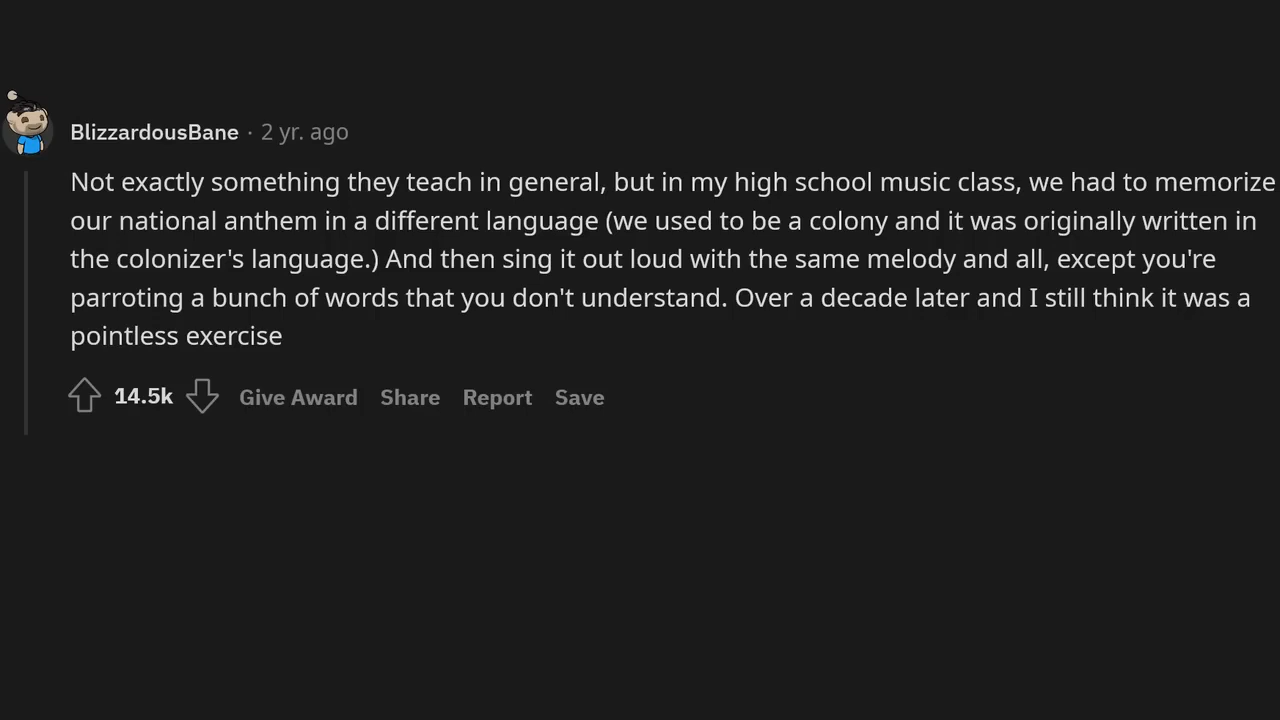 BlizzardousBane · 2 yr. ago
Not exactly something they teach in general, but in my high school music class, we had to memorize
our national anthem in a different language (we used to be a colony and it was originally written in
the colonizer's language.) And then sing it out loud with the same melody and all, except you're
parroting a bunch of words that you don't understand. Over a decade later and I still think it was a
pointless exercise
14.5k Give Award Share Report Save